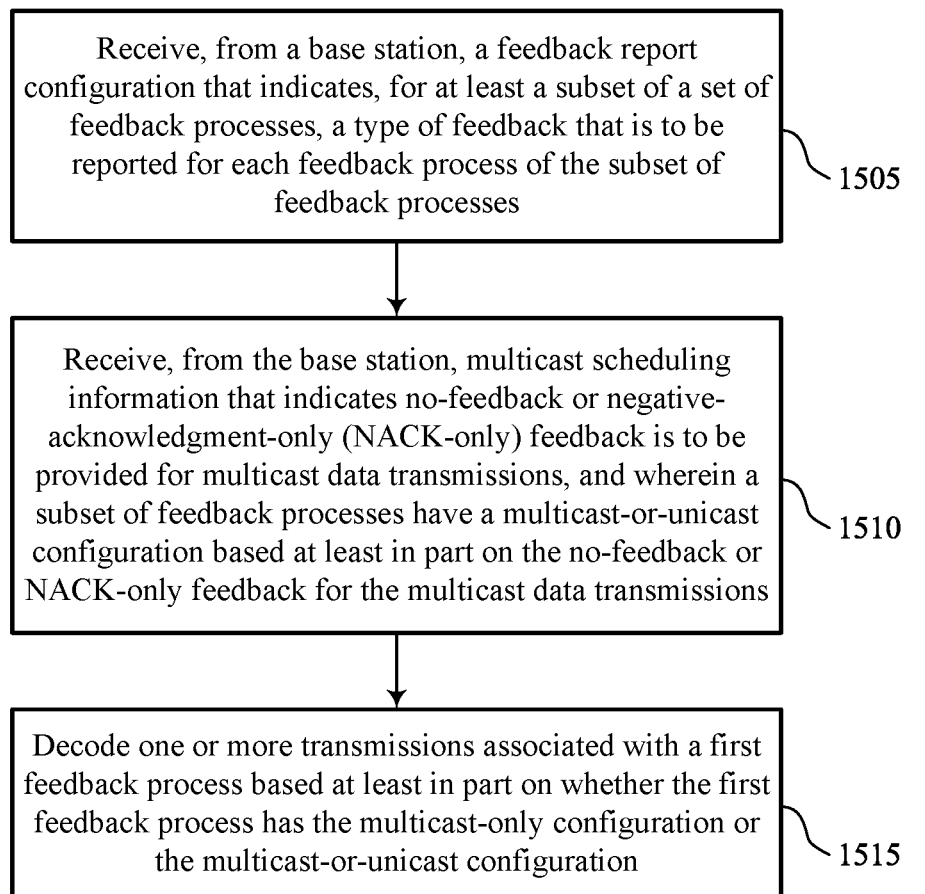 Receive, from a base station, a feedback report
configuration that indicates, for at least a subset of a set of
feedback processes, a type of feedback that is to be
reported for each feedback process of the subset of
feedback processes
1505
Receive, from the base station, multicast scheduling
information that indicates no-feedback or negative-
acknowledgment-only (NACK-only) feedback is to be
provided for multicast data transmissions, and wherein a
subset of feedback processes have a multicast-or-unicast
configuration based at least in part on the no-feedback or
NACK-only feedback for the multicast data transmissions
1510
Decode one or more transmissions associated with a first
feedback process based at least in part on whether the first
feedback process has the multicast-only configuration or
the multicast-or-unicast configuration
1515